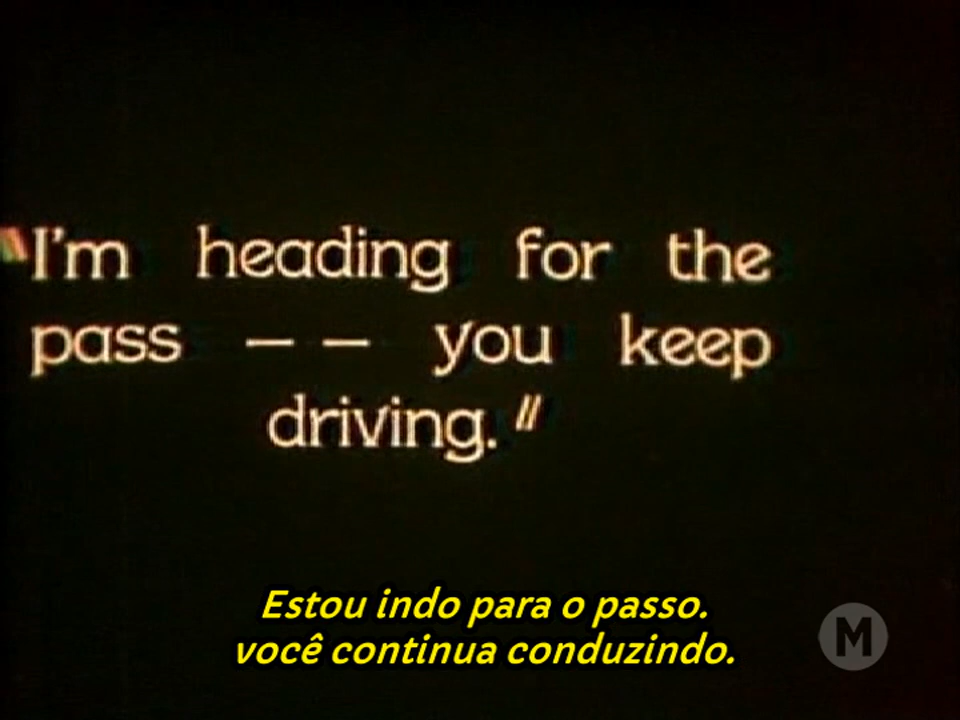 "I'm heading for the
pass -- you keep
driving."
Estou indo para o passo.
você continua conduzindo.
M